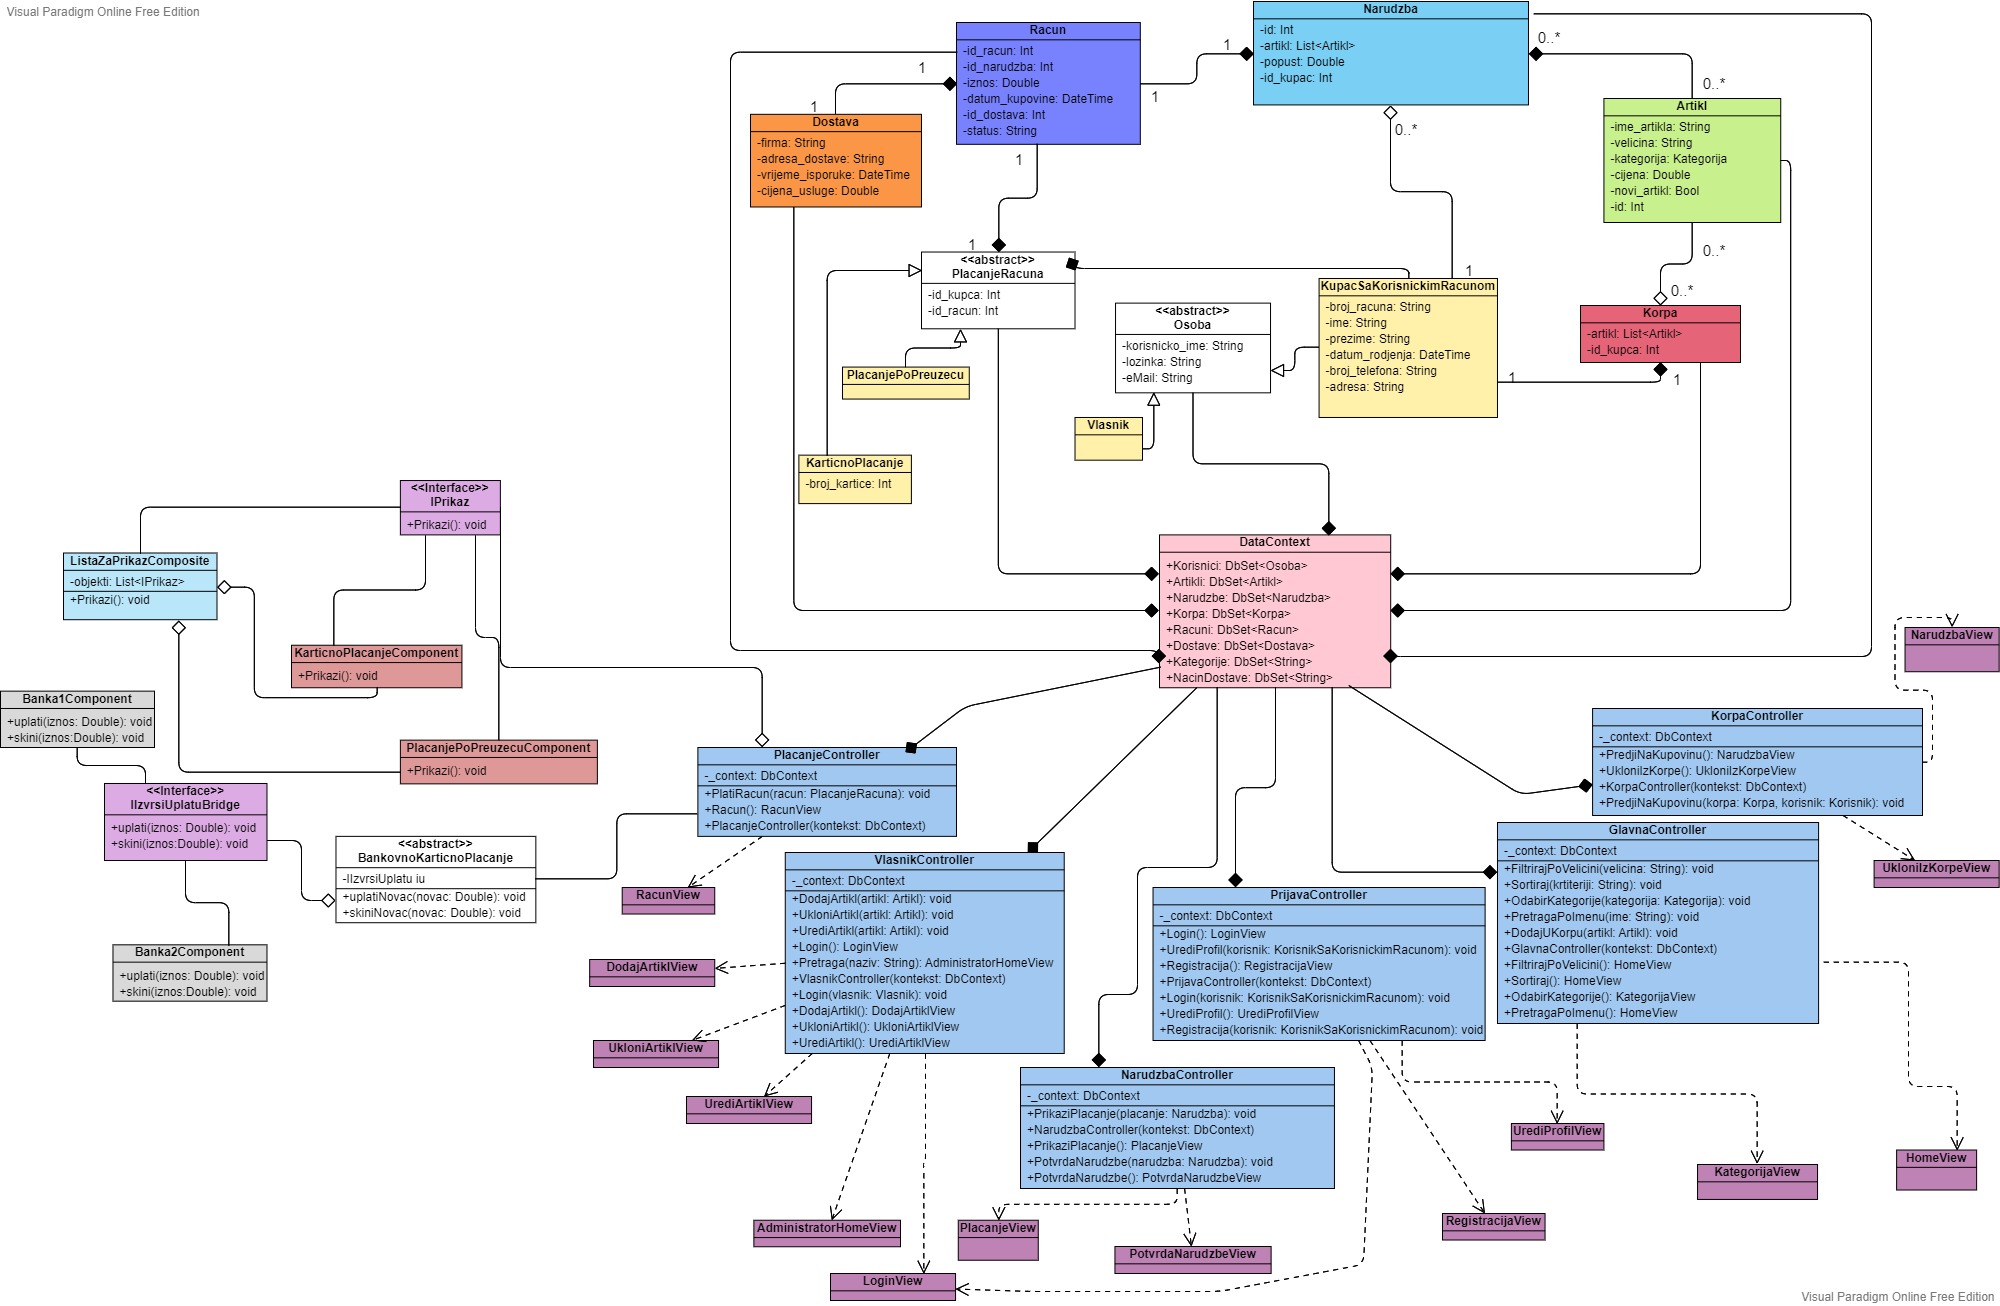 Visual Paradigm Online Free Edition
Narudzba
-id: Int
-artikl: List<Artikl>
-popust: Double
-id_kupac: Int
Racun
-id_racun: Int
-id_narudzba: Int
-iznos: Double
-datum_kupovine: DateTime
-id_dostava: Int
-status: String
1
1
1
1
1
1
0..*
0..*
0..*
1
0..*
0..*
1
1
Dostava
-firma: String
-adresa_dostave: String
-vrijeme_isporuke: DateTime
-cijena_usluge: Double
Artikl
-ime_artikla: String
-velicina: String
-kategorija: Kategorija
-cijena: Double
-novi_artikl: Bool
-id: Int
<<abstract>>
PlacanjeRacuna
-id_kupca: Int
-id_racun: Int
KupacSaKorisnickimRacunom
-broj_racuna: String
-ime: String
-prezime: String
-datum_rodjenja: DateTime
-broj_telefona: String
-adresa: String
<<abstract>>
Osoba
-korisnicko_ime: String
-lozinka: String
-eMail: String
Korpa
-artikl: List<Artikl>
-id_kupca: Int
PlacanjePoPreuzecu
Vlasnik
KarticnoPlacanje
-broj_kartice: Int
<<Interface>>
IPrikaz
+Prikazi(): void
ListaZaPrikazComposite
-objekti: List<IPrikaz>
+Prikazi(): void
DataContext
+Korisnici: DbSet<Osoba>
+Artikli: DbSet<Artikl>
+Narudzbe: DbSet<Narudzba>
+Korpa: DbSet<Korpa>
+Racuni: DbSet<Racun>
+Dostave: DbSet<Dostava>
+Kategorije: DbSet<String>
+NacinDostave: DbSet<String>
NarudzbaView
KarticnoPlacanjeComponent
+Prikazi(): void
Banka1Component
+uplati(iznos: Double): void
+skini(iznos:Double): void
PlacanjePoPreuzecuComponent
+Prikazi(): void
<<Interface>>
IIzvrsiUplatuBridge
+uplati(iznos: Double): void
+skini(iznos:Double): void
PlacanjeController
-_context: DbContext
+PlatiRacun(racun: PlacanjeRacuna): void
+Racun(): RacunView
+PlacanjeController(kontekst: DbContext)
KorpaController
-_context: DbContext
+PredjiNaKupovinu(): NarudzbaView
+UkloniIzKorpe(): UkloniIzKorpeView
+KorpaController(kontekst: DbContext)
+PredjiNaKupovinu(korpa: Korpa, korisnik: Korisnik): void
<<abstract>>
BankovnoKarticnoPlacanje
-IIzvrsiUplatu iu
+uplatiNovac(novac: Double): void
+skiniNovac(novac: Double): void
Banka2Component
+uplati(iznos: Double): void
+skini(iznos:Double): void
RacunView
VlasnikController
-_context: DbContext
+DodajArtikl(artikl: Artikl): void
+UkloniArtikl(artikl: Artikl): void
+UrediArtikl(artikl: Artikl): void
+Login(): LoginView
+Pretraga(naziv: String): AdministratorHomeView
+VlasnikController(kontekst: DbContext)
+Login(vlasnik: Vlasnik): void
+DodajArtikl(): DodajArtiklView
+UkloniArtikl(): UkloniArtiklView
+UrediArtikl(): UrediArtiklView
PrijavaController
-_context: DbContext
+Login(): LoginView
+UrediProfil(korisnik: KorisnikSaKorisnickimRacunom): void
+Registracija(): RegistracijaView
+PrijavaController(kontekst: DbContext)
+Login(korisnik: KorisnikSaKorisnickimRacunom): void
+UrediProfil(): UrediProfilView
+Registracija(korisnik: KorisnikSaKorisnickimRacunom): void
GlavnaController
-_context: DbContext
+FiltrirajPoVelicini(velicina: String): void
+Sortiraj(krtiteriji: String): void
+OdabirKategorije(kategorija: Kategorija): void
+PretragaPoImenu(ime: String): void
+DodajUKorpu(artikl: Artikl): void
+GlavnaController(kontekst: DbContext)
+FiltrirajPoVelicini(): HomeView
+Sortiraj(): HomeView
+OdabirKategorije(): KategorijaView
+PretragaPoImenu(): HomeView
UkloniIzKorpeView
DodajArtiklView
UkloniArtiklView
UrediArtiklView
NarudzbaController
-_context: DbContext
+PrikaziPlacanje(placanje: Narudzba): void
+NarudzbaController(kontekst: DbContext)
+PrikaziPlacanje(): PlacanjeView
+PotvrdaNarudzbe(narudzba: Narudzba): void
+PotvrdaNarudzbe(): PotvrdaNarudzbeView
UrediProfilView
KategorijaView
HomeView
AdministratorHomeView
PlacanjeView
RegistracijaView
PotvrdaNarudzbeView
LoginView
Visual Paradigm Online Free Edition